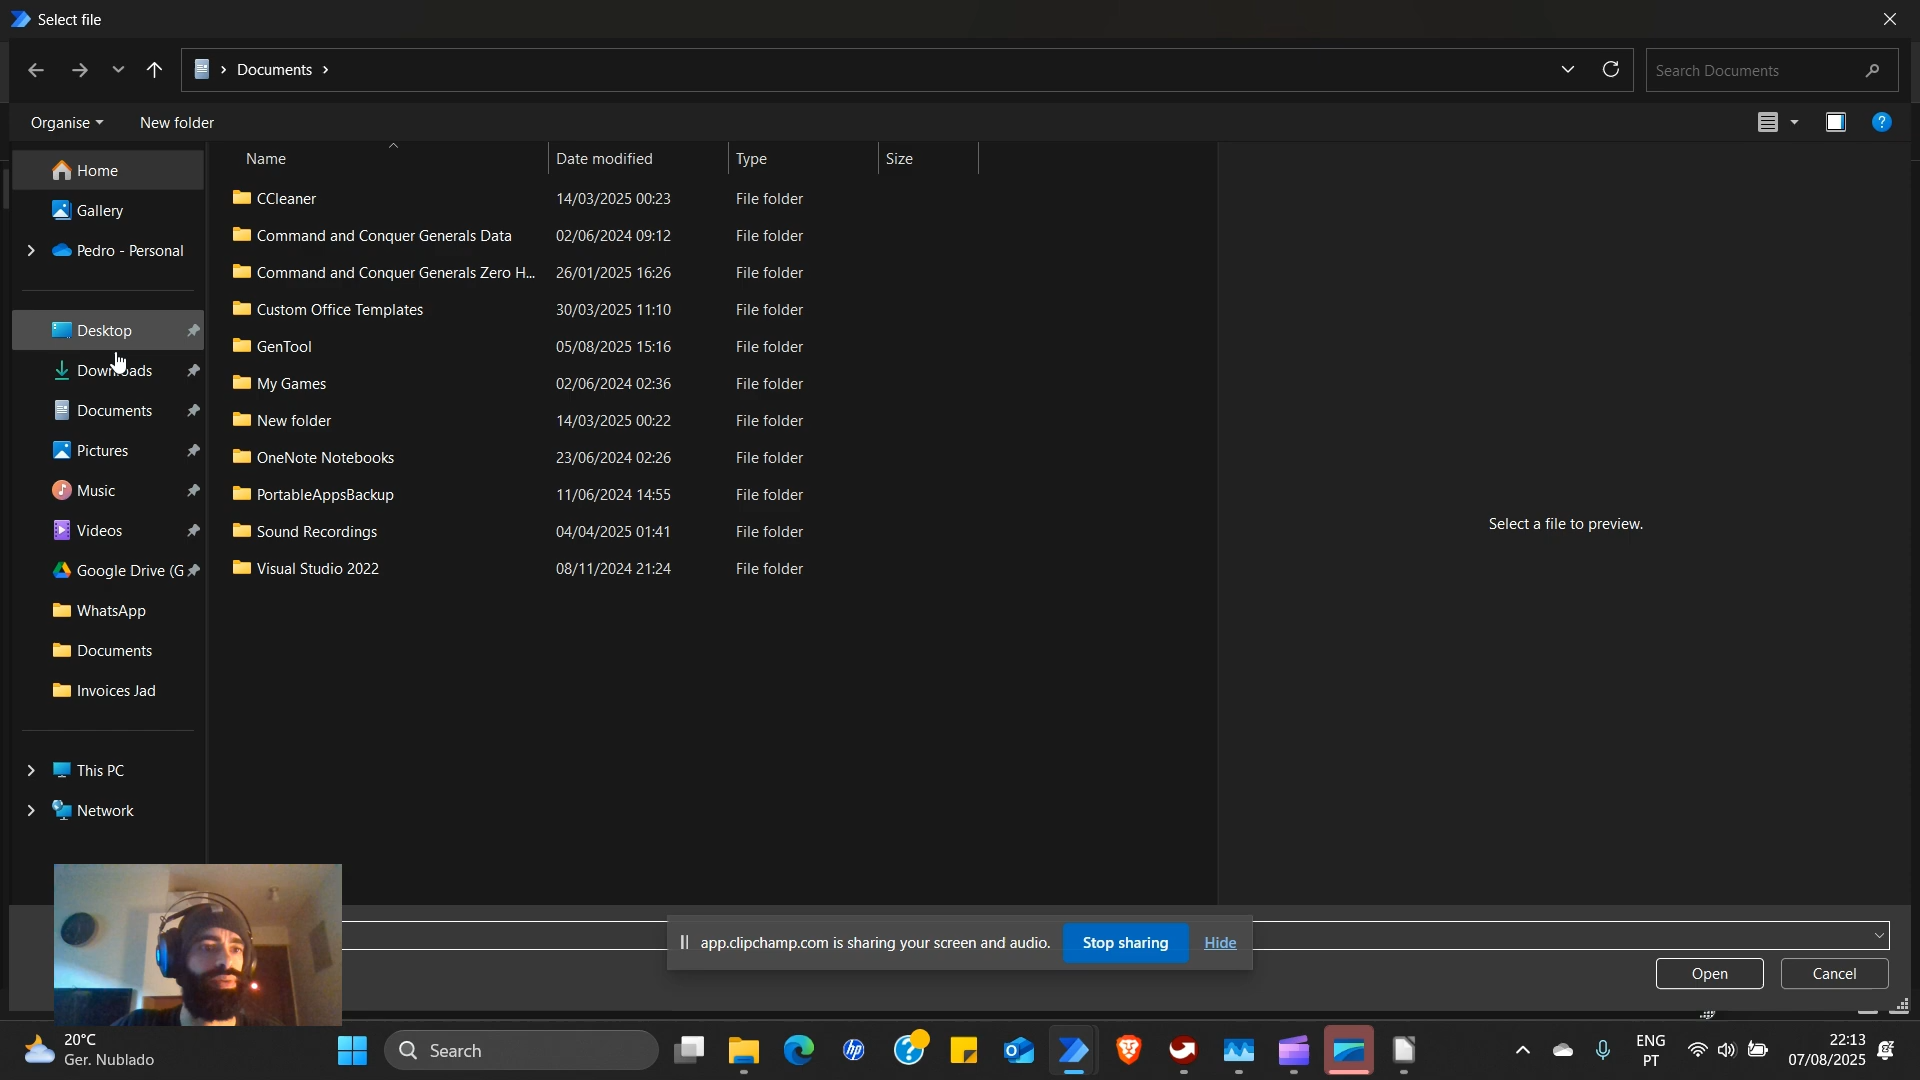 Select file
Documents
Search Documents
Organise
New folder
Home
Gallery
Pedro - Personal
Desktop
Downloads
Documents
Pictures
Music
Videos
Google Drive (G
WhatsApp
Documents
Invoices Jad
This PC
Network
Name Date modified Type Size
CCleaner 14/03/2025 00:23 File folder
Command and Conquer Generals Data 02/06/2024 09:12 File folder
Command and Conquer Generals Zero H... 26/01/2025 16:26 File folder
Custom Office Templates 30/03/2025 11:10 File folder
GenTool 05/08/2025 15:16 File folder
My Games 02/06/2024 02:36 File folder
New folder 14/03/2025 00:22 File folder
OneNote Notebooks 23/06/2024 02:26 File folder
PortableAppsBackup 11/06/2024 14:55 File folder
Sound Recordings 04/04/2025 01:41 File folder
Visual Studio 2022 08/11/2024 21:24 File folder
Select a file to preview.
app.clipchamp.com is sharing your screen and audio. Stop sharing Hide
Open Cancel
20°C
Ger. Nublado
Search
hp
ENG
PT
22:13
07/08/2025